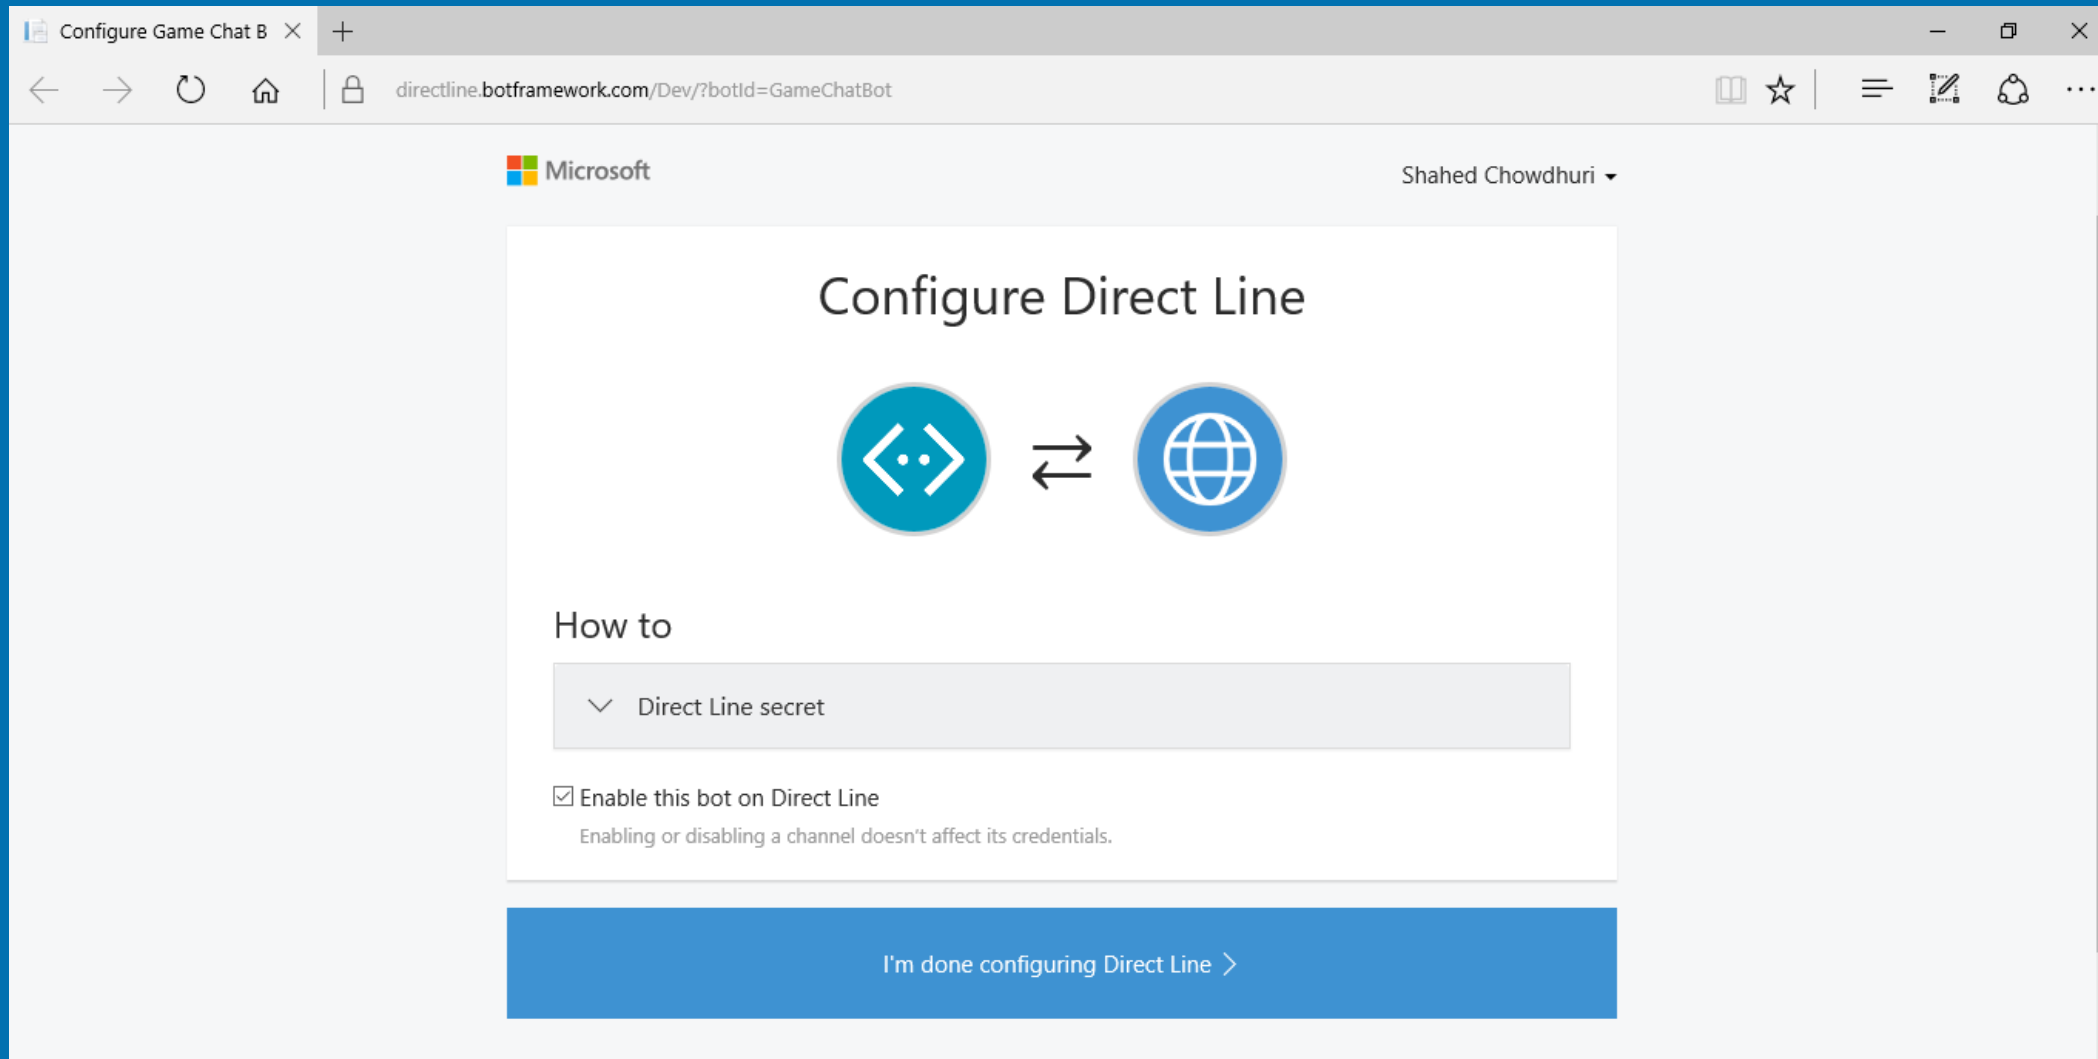 Configure Game Chat B
directline.botframework.com/Dev/?botId=GameChatBot
Microsoft
Shahed Chowdhuri
Configure Direct Line
How to
Direct Line secret
Enable this bot on Direct Line
Enabling or disabling a channel doesn't affect its credentials.
I'm done configuring Direct Line